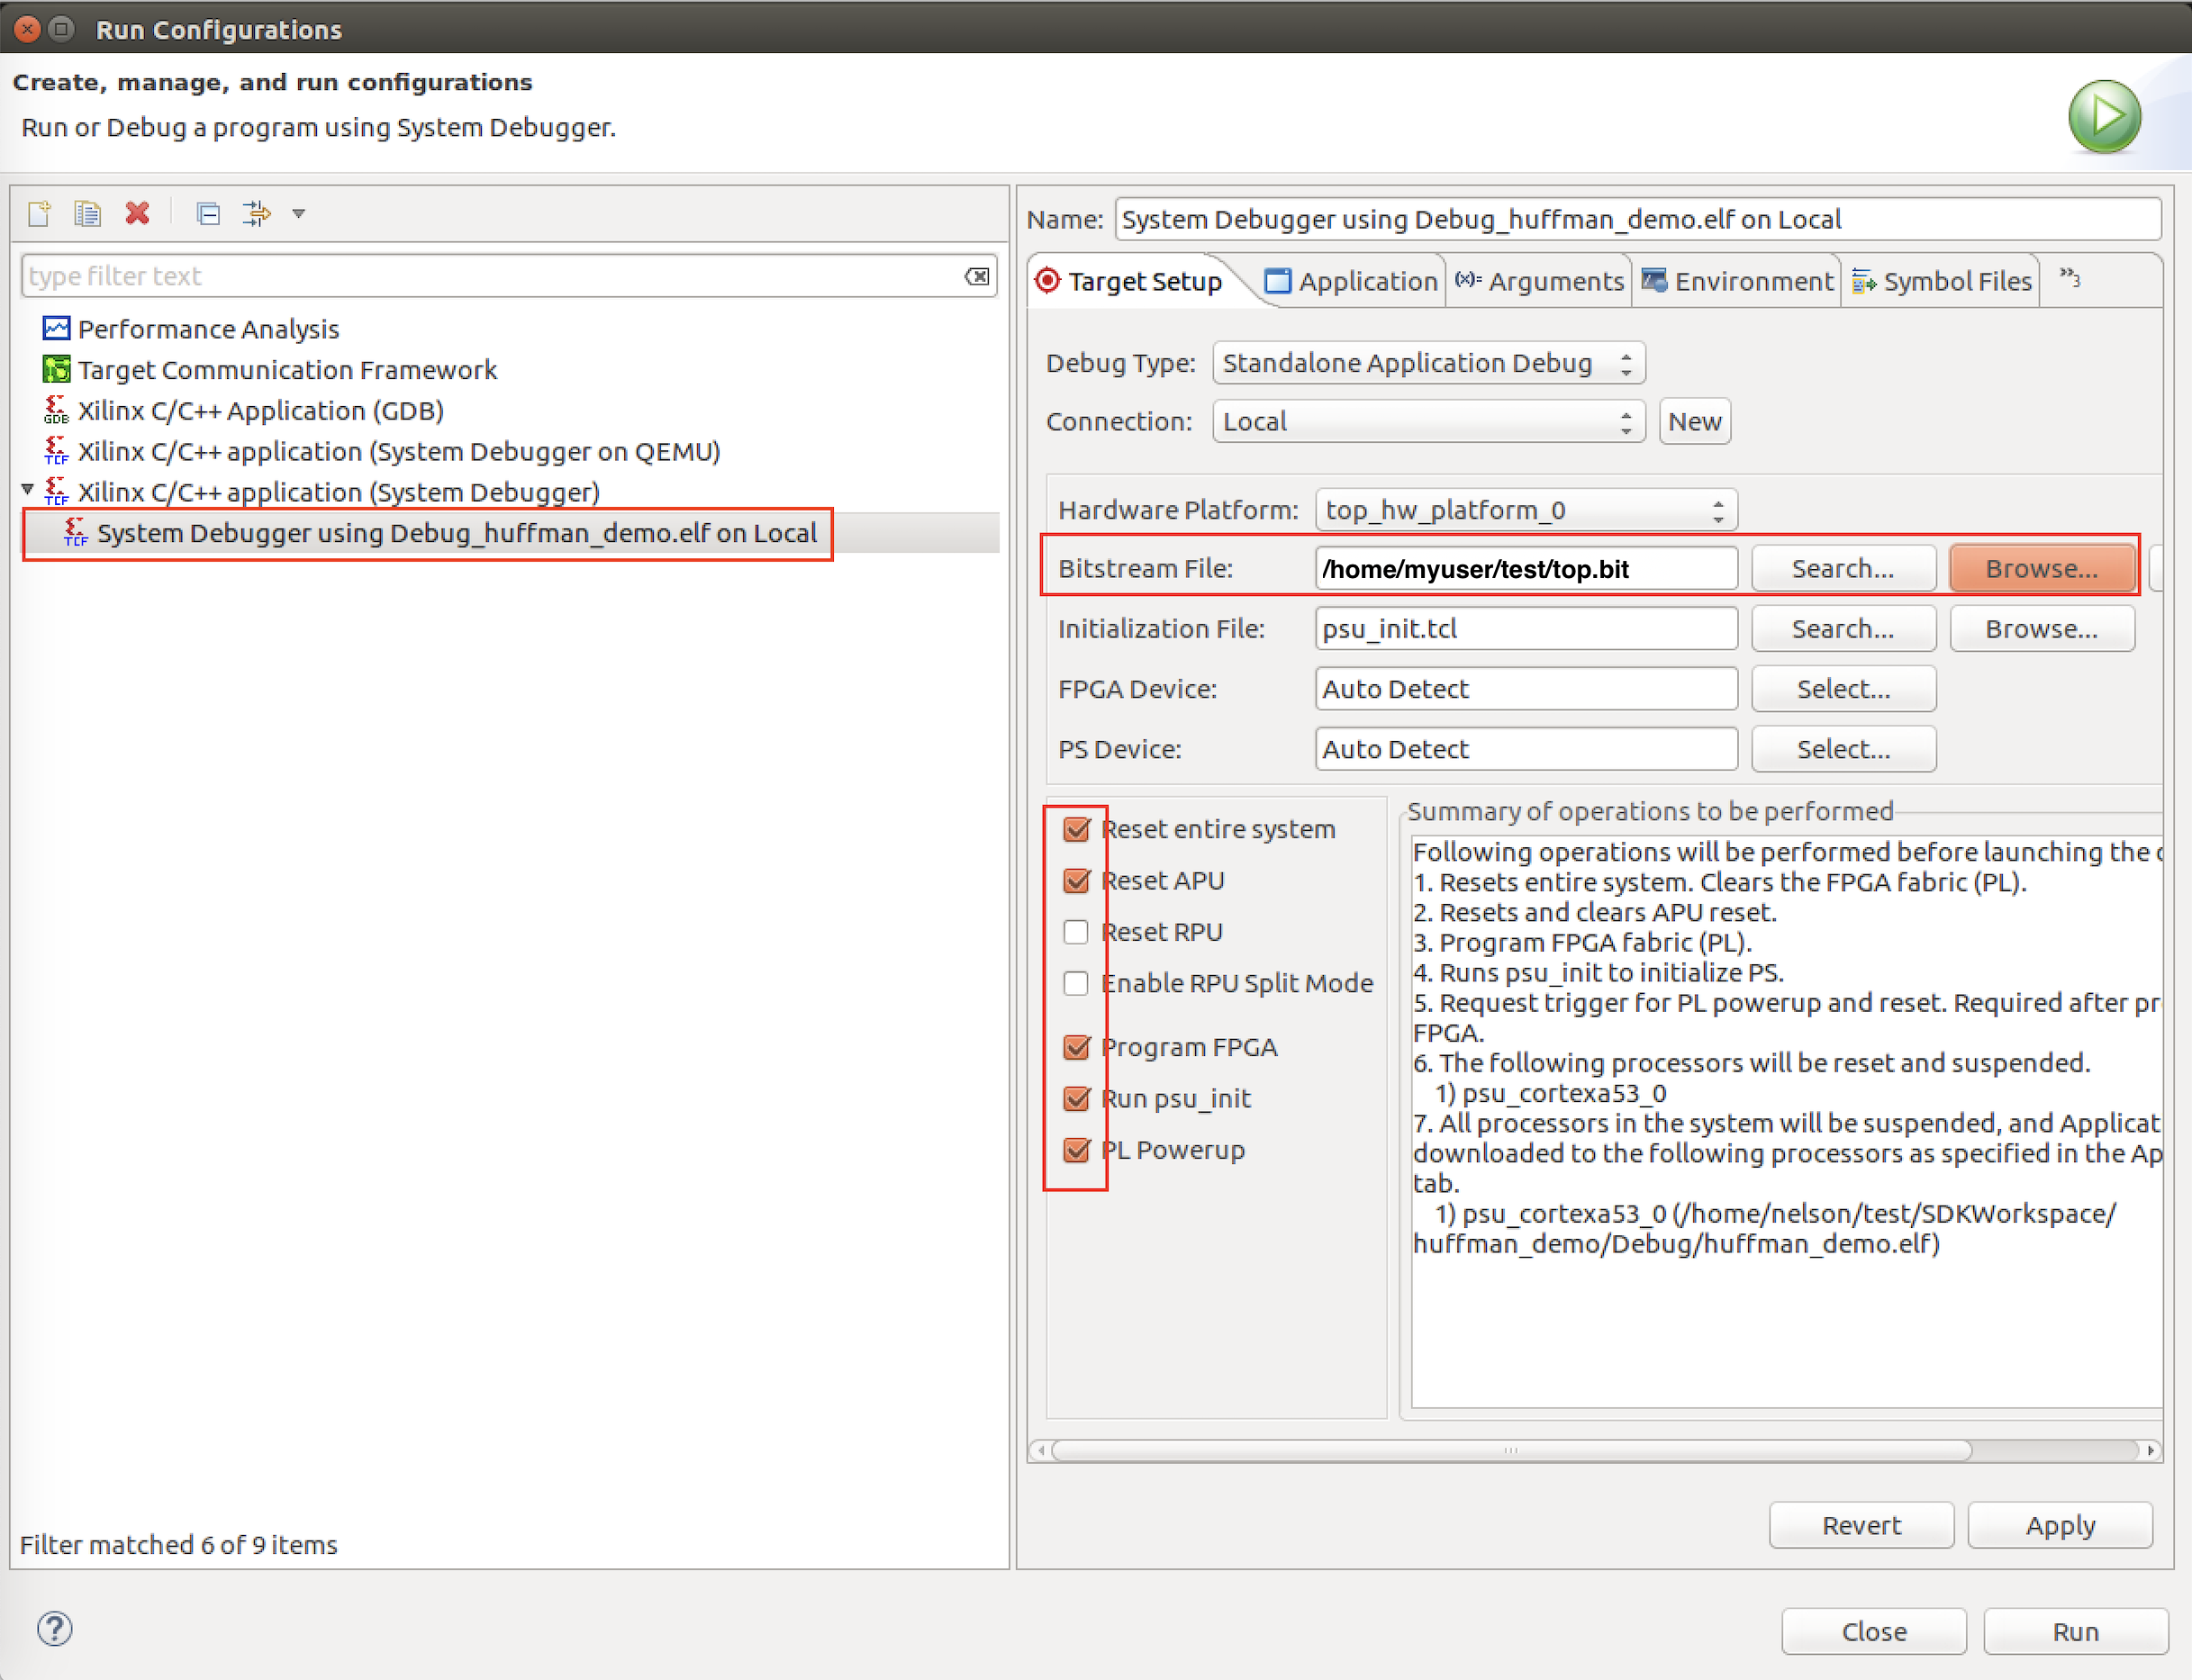 Run Configurations
Create, manage, and run configurations
Run or Debug a program using System Debugger.
type filter text
Performance Analysis
Target Communication Framework
GDB Xilinx C/C++ Application (GDB)
TCF Xilinx C/C++ application (System Debugger on QEMU)
TCF Xilinx C/C++ application (System Debugger)
TCF System Debugger using Debug_huffman_demo.elf on Local
Filter matched 6 of 9 items
Name: System Debugger using Debug_huffman_demo.elf on Local
Target Setup Application (x)= Arguments Environment Symbol Files »3
Debug Type: Standalone Application Debug
Connection: Local New
Hardware Platform: top_hw_platform_0
Bitstream File: /home/myuser/test/top.bit Search... Browse...
Initialization File: psu_init.tcl Search... Browse...
FPGA Device: Auto Detect Select...
PS Device: Auto Detect Select...
Reset entire system
Reset APU
Reset RPU
Enable RPU Split Mode
Program FPGA
Run psu_init
PL Powerup
Summary of operations to be performed
Following operations will be performed before launching the
1. Resets entire system. Clears the FPGA fabric (PL).
2. Resets and clears APU reset.
3. Program FPGA fabric (PL).
4. Runs psu_init to initialize PS.
5. Request trigger for PL powerup and reset. Required after pr
FPGA.
6. The following processors will be reset and suspended.
1) psu_cortexa53_0
7. All processors in the system will be suspended, and Applicat
downloaded to the following processors as specified in the Ap
tab.
1) psu_cortexa53_0 (/home/nelson/test/SDKWorkspace/
huffman_demo/Debug/huffman_demo.elf)
Revert Apply
?
Close Run